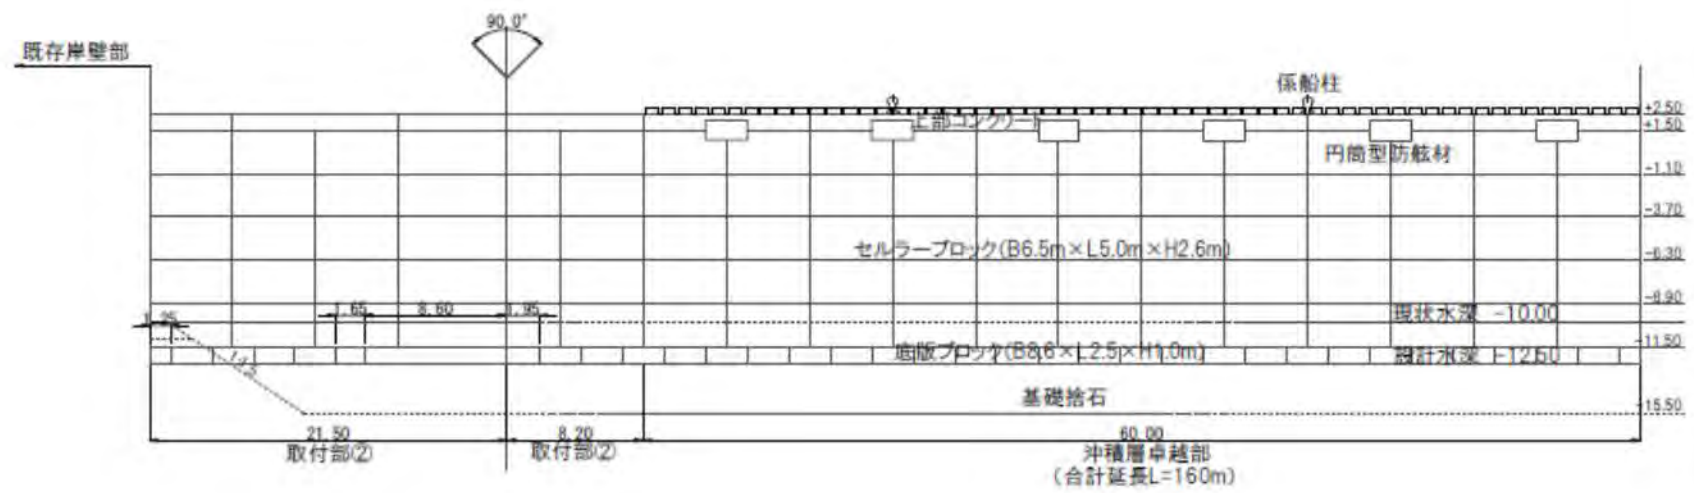 90.0°
既存岸壁部
係船柱
+2.50
上部コンクリート
+1.50
円筒型防舷材
-1.10
-3.70
セルラーブロック(B6.5m×L5.0m×H2.6m)
-6.30
-8.90
1.65
8.60
1.95
1.25
現状水深 -10.00
-11.50
底版ブロック(B8.6×L2.5×H1.0m)
設計水深 -12.50
1:1.5
基礎捨石
-15.50
21.50
8.20
60.00
取付部(2)
取付部(2)
沖積層卓越部
(合計延長L=160m)